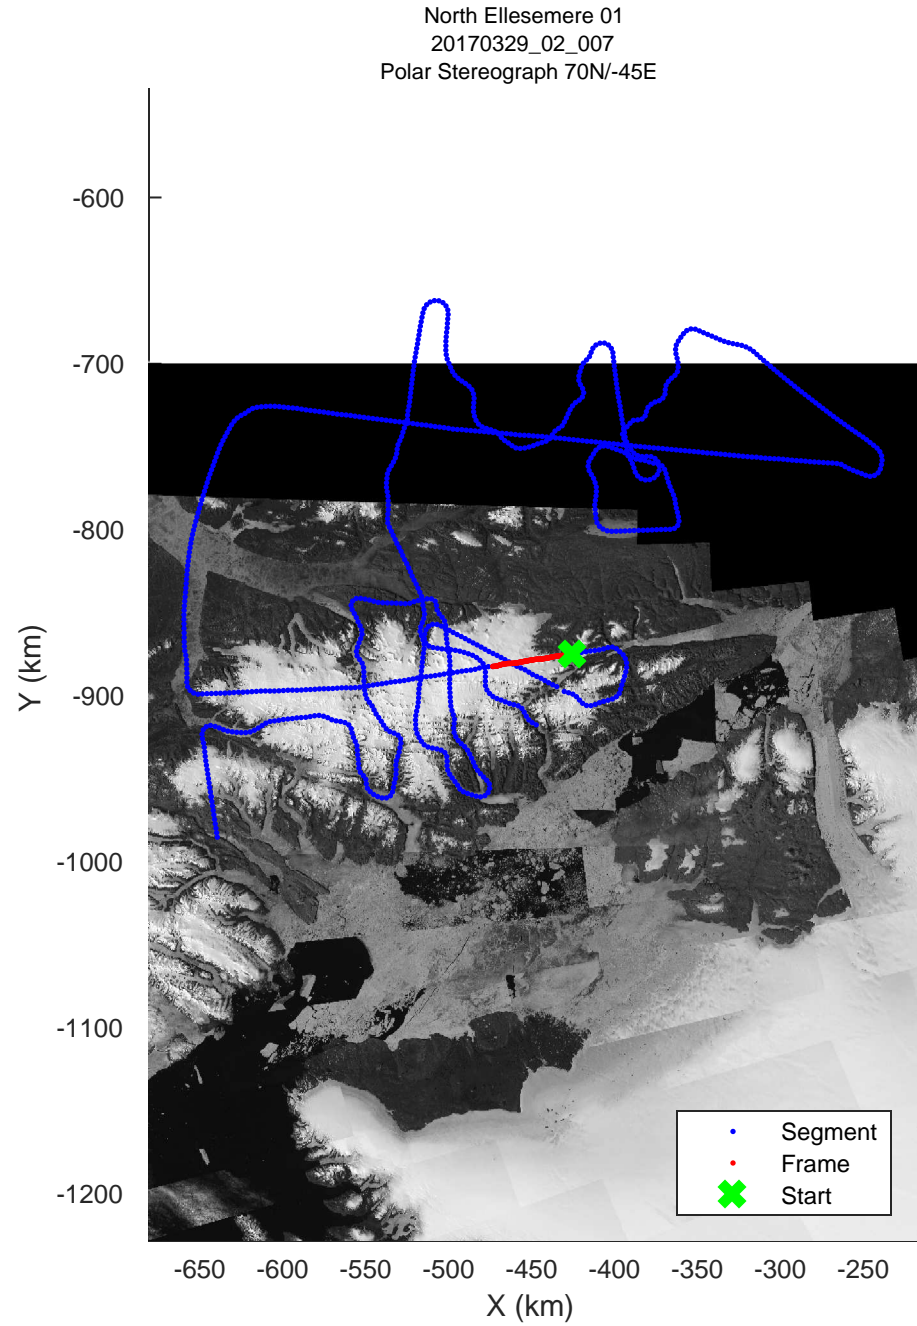 North Ellesemere 01
20170329_02_007
Polar Stereograph 70N/-45E
-600
-700
-800
-900
-1000
-1100
-1200
Y (km)
Segment
Frame
Start
-650 -600 -550 -500 -450 -400 -350 -300 -250
X (km)